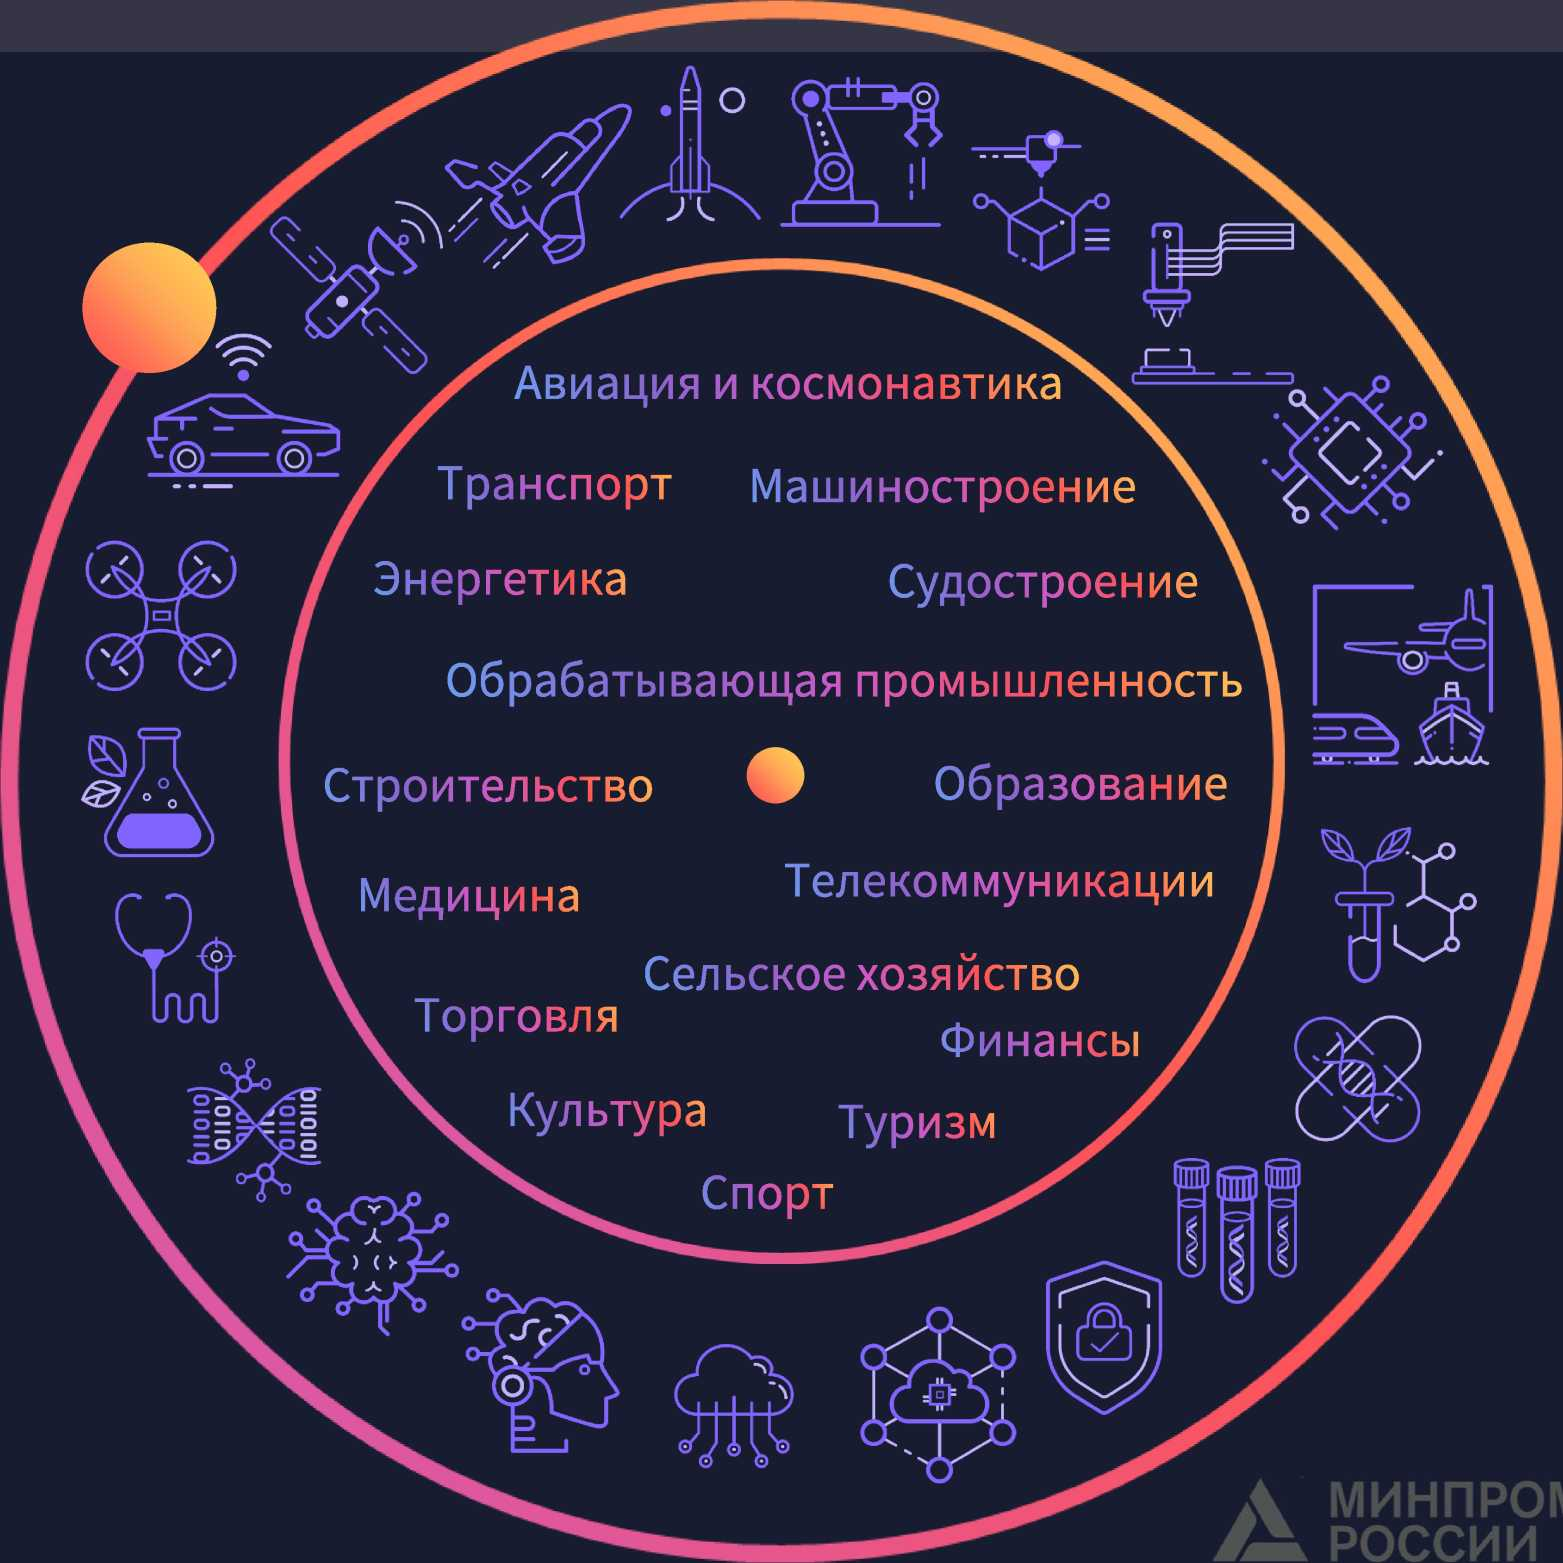 Авиация и космонавтика
Транспорт
Машиностроение
Энергетика
Судостроение
Обрабатывающая промышленность
Строительство
Образование
Медицина
Телекоммуникации
Сельское хозяйство
Торговля
Финансы
Культура
Туризм
Спорт
МИНПРОМ
РОССИИ